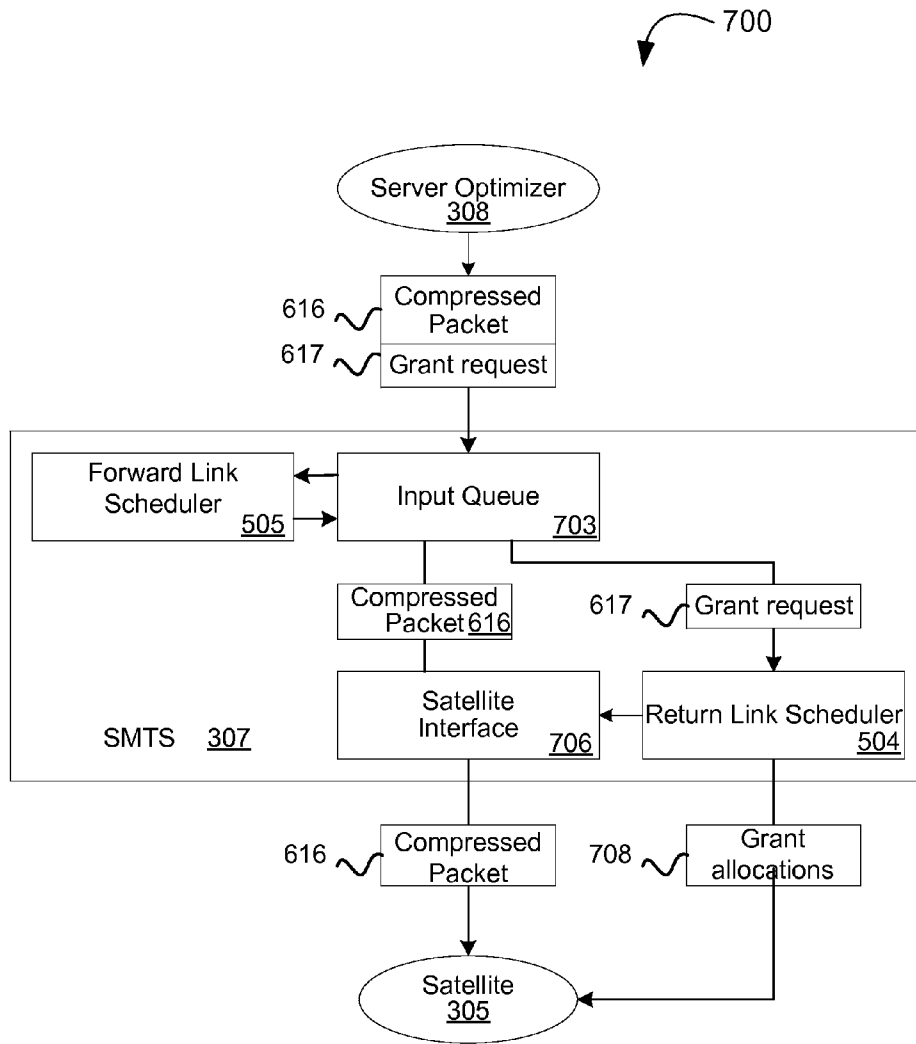 700
Server Optimizer
308
616
Compressed
Packet
617
Grant request
Forward Link
Scheduler
505
Input Queue
703
Compressed
Packet 616
617
Grant request
Satellite
Interface
706
Return Link Scheduler
504
SMTS 307
616
Compressed
Packet
708
Grant
allocations
Satellite
305